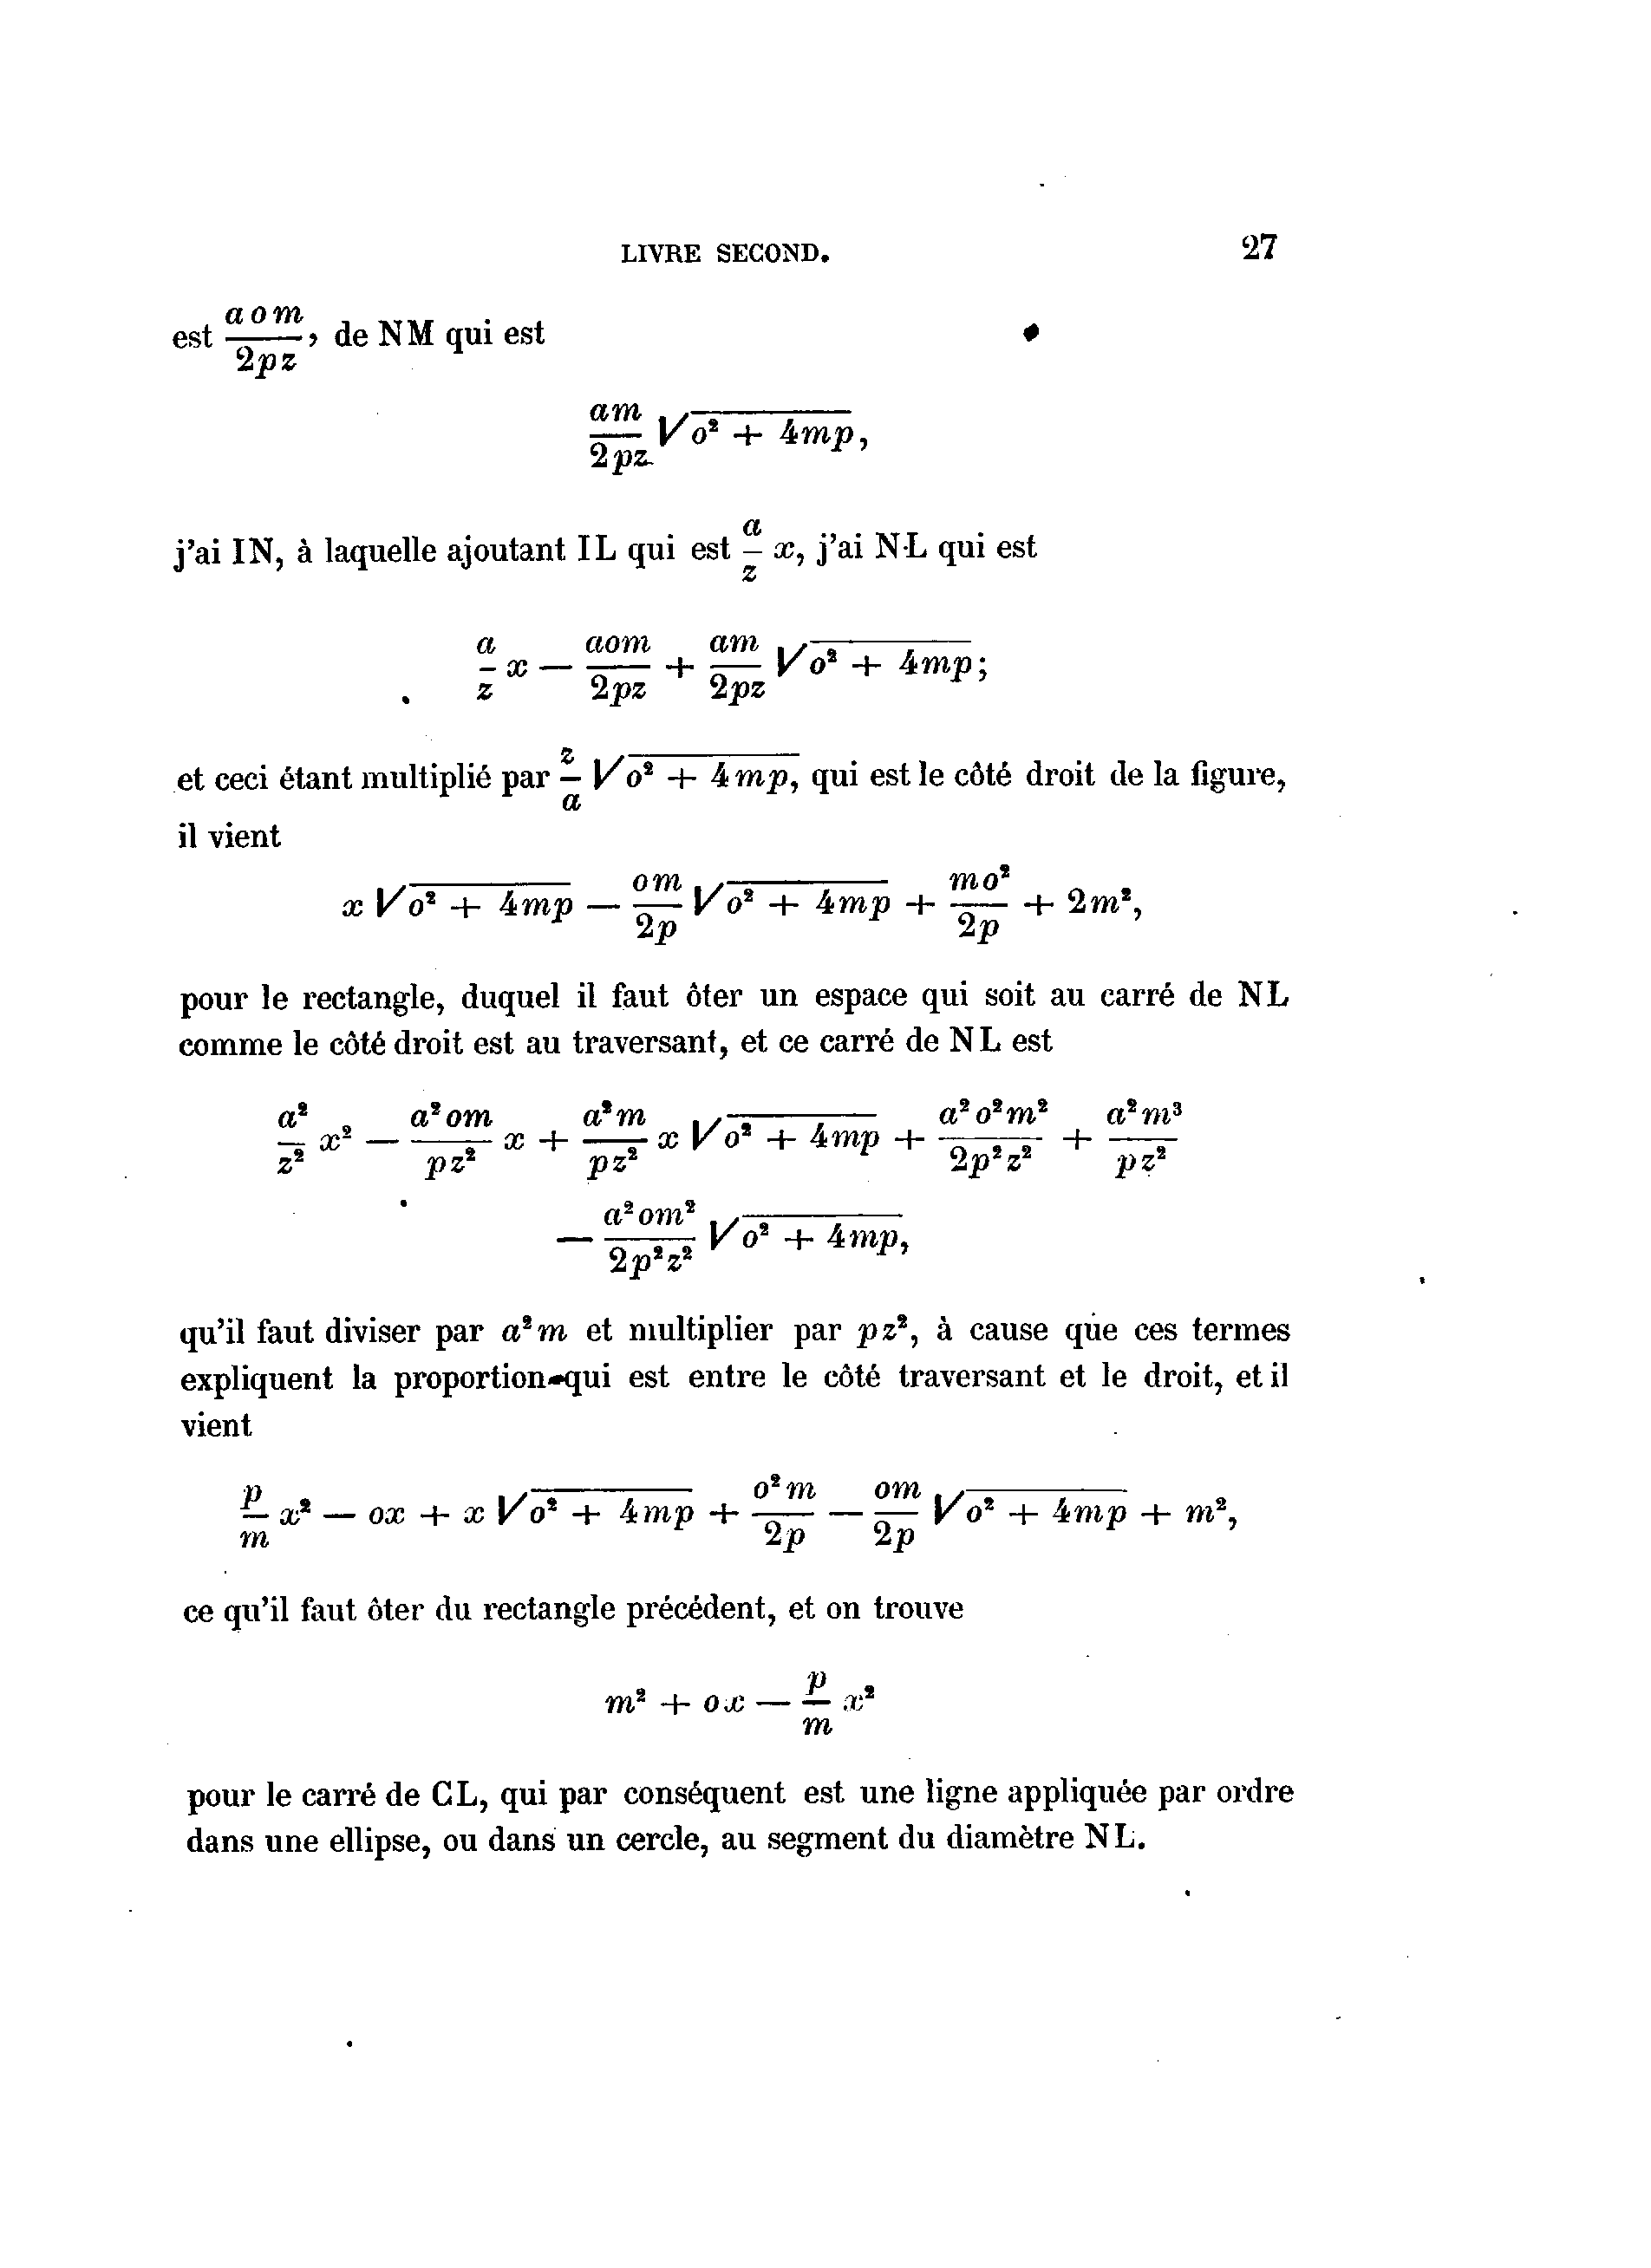 LIVRE SECOND. 27
est $\frac{aom}{2pz}$, de NM qui est
$\frac{am}{2pz}\sqrt{o^2 + 4mp}$,
j'ai IN, à laquelle ajoutant IL qui est $\frac{a}{z}x$, j'ai NL qui est
$\frac{a}{z}x - \frac{aom}{2pz} + \frac{am}{2pz}\sqrt{o^2 + 4mp}$;
et ceci étant multiplié par $\frac{z}{a}\sqrt{o^2 + 4mp}$, qui est le côté droit de la figure,
il vient
$x\sqrt{o^2 + 4mp} - \frac{om}{2p}\sqrt{o^2 + 4mp} + \frac{mo^2}{2p} + 2m^2$,
pour le rectangle, duquel il faut ôter un espace qui soit au carré de NL
comme le côté droit est au traversant, et ce carré de NL est
$\frac{a^2}{z^2}x^2 - \frac{a^2om}{pz^2}x + \frac{a^2m}{pz^2}x\sqrt{o^2 + 4mp} + \frac{a^2o^2m^2}{2p^2z^2} + \frac{a^2m^3}{pz^2}$
$- \frac{a^2om^2}{2p^2z^2}\sqrt{o^2 + 4mp}$,
qu'il faut diviser par $a^2m$ et multiplier par $pz^2$, à cause que ces termes
expliquent la proportion qui est entre le côté traversant et le droit, et il
vient
$\frac{p}{m}x^2 - ox + x\sqrt{o^2 + 4mp} + \frac{o^2m}{2p} - \frac{om}{2p}\sqrt{o^2 + 4mp} + m^2$,
ce qu'il faut ôter du rectangle précédent, et on trouve
$m^2 + ox - \frac{p}{m}x^2$
pour le carré de CL, qui par conséquent est une ligne appliquée par ordre
dans une ellipse, ou dans un cercle, au segment du diamètre NL.